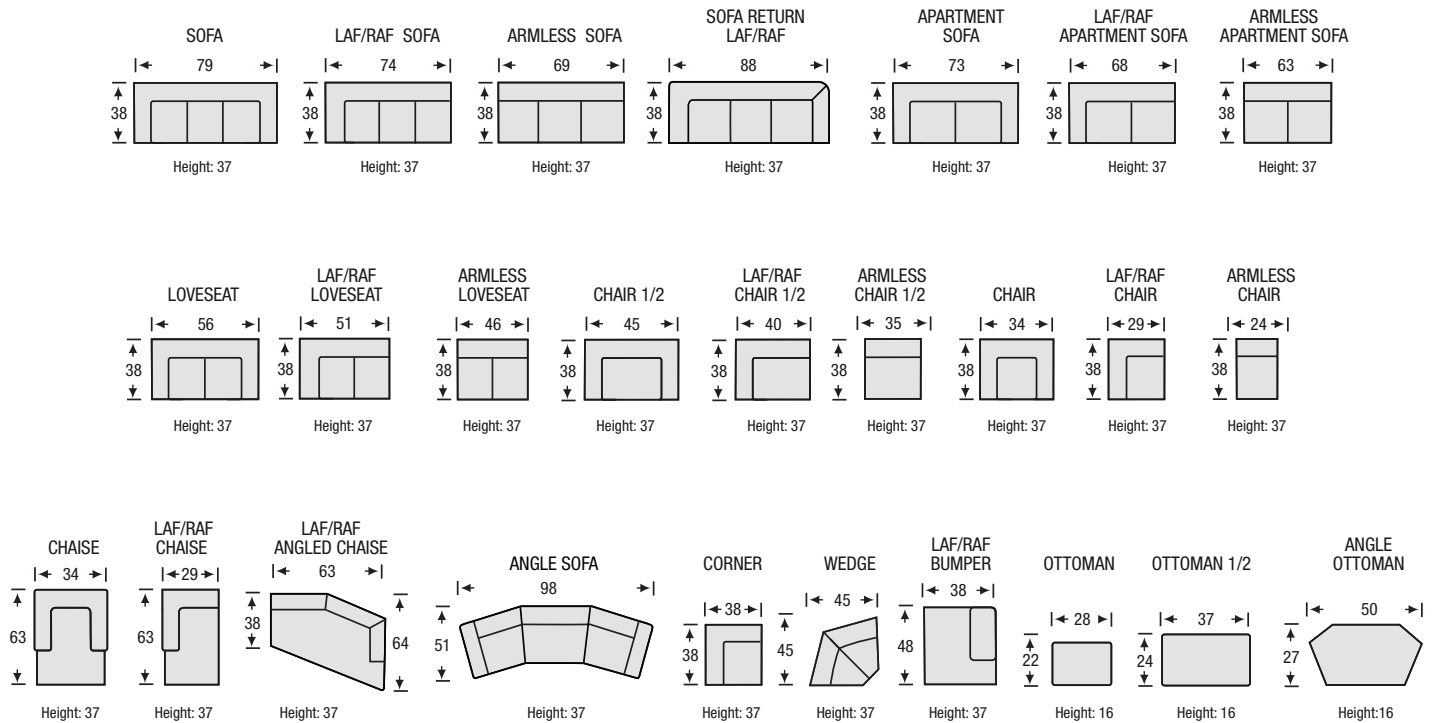 SOFA
79
38
Height: 37
LAF/RAF SOFA
74
38
Height: 37
ARMLESS SOFA
69
38
Height: 37
SOFA RETURN
LAF/RAF
88
38
Height: 37
APARTMENT
SOFA
73
38
Height: 37
LAF/RAF
APARTMENT SOFA
68
38
Height: 37
ARMLESS
APARTMENT SOFA
63
38
Height: 37
LOVESEAT
56
38
Height: 37
LAF/RAF
LOVESEAT
51
38
Height: 37
ARMLESS
LOVESEAT
46
38
Height: 37
CHAIR 1/2
45
38
Height: 37
LAF/RAF
CHAIR 1/2
40
38
Height: 37
ARMLESS
CHAIR 1/2
35
38
Height: 37
CHAIR
34
38
Height: 37
LAF/RAF
CHAIR
29
38
Height: 37
ARMLESS
CHAIR
24
38
Height: 37
CHAISE
34
63
Height: 37
LAF/RAF
CHAISE
29
63
Height: 37
LAF/RAF
ANGLED CHAISE
63
38
64
Height: 37
ANGLE SOFA
98
51
Height: 37
CORNER
38
38
Height: 37
WEDGE
45
45
Height: 37
LAF/RAF
BUMPER
38
48
Height: 37
OTTOMAN
28
22
Height: 16
OTTOMAN 1/2
37
24
Height: 16
ANGLE
OTTOMAN
50
27
Height:16